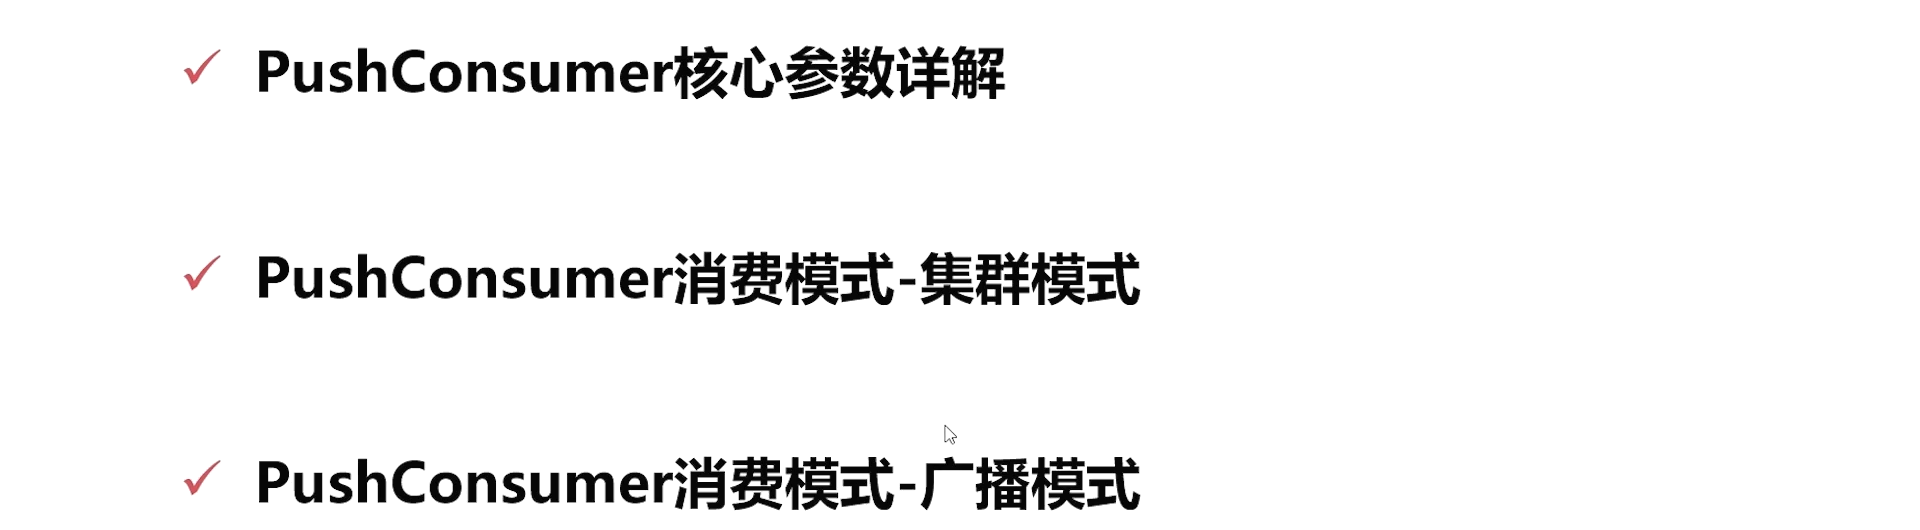 PushConsumer核心参数详解
PushConsumer消费模式-集群模式
PushConsumer消费模式-广播模式